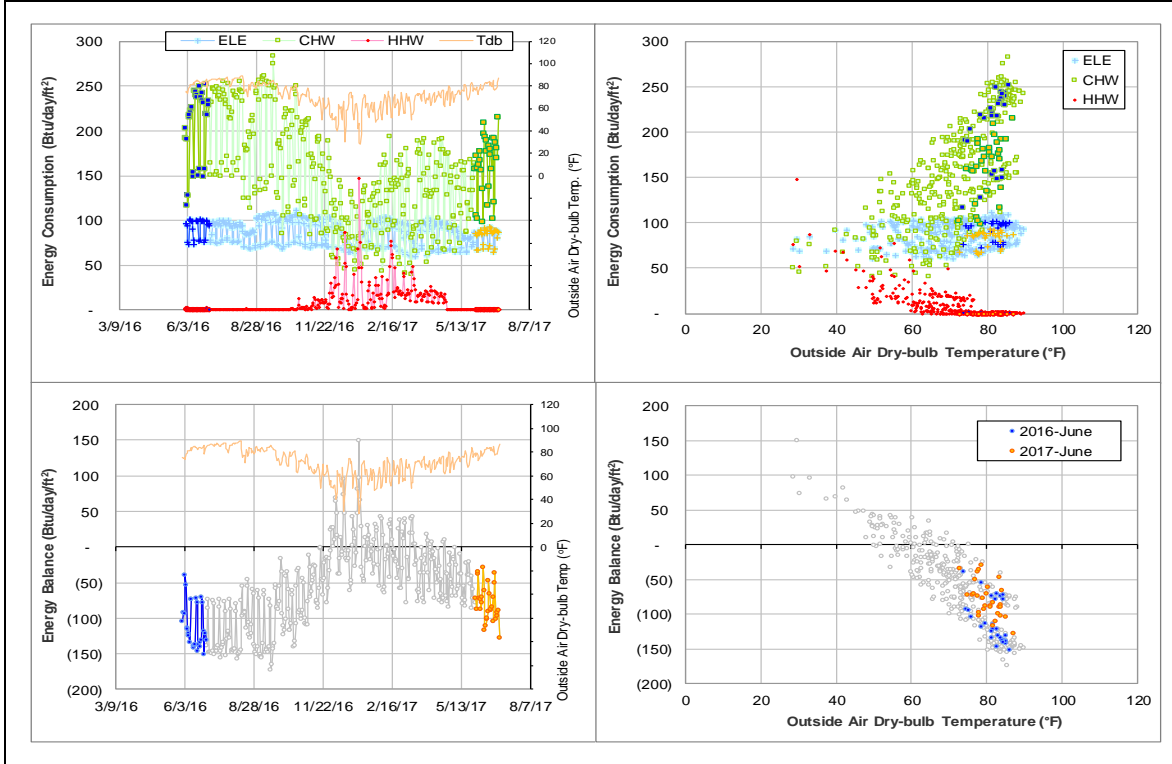 ELE CHW HHW Tdb
Energy Consumption (Btu/day/ft²)
300
250
200
150
100
50
-
120
100
80
60
40
20
0
Outside Air Dry-bulb Temp. (°F)
3/9/16 6/3/16 8/28/16 11/22/16 2/16/17 5/13/17 8/7/17
Energy Consumption (Btu/day/ft²)
300
250
200
150
100
50
-
ELE
CHW
HHW
0 20 40 60 80 100 120
Outside Air Dry-bulb Temperature (°F)
Energy Balance (Btu/day/ft²)
200
150
100
50
-
(50)
(100)
(150)
(200)
120
100
80
60
40
20
0
Outside Air Dry-bulb Temp (°F)
3/9/16 6/3/16 8/28/16 11/22/16 2/16/17 5/13/17 8/7/17
Energy Balance (Btu/day/ft²)
200
150
100
50
-
(50)
(100)
(150)
(200)
2016-June
2017-June
0 20 40 60 80 100 120
Outside Air Dry-bulb Temperature (°F)